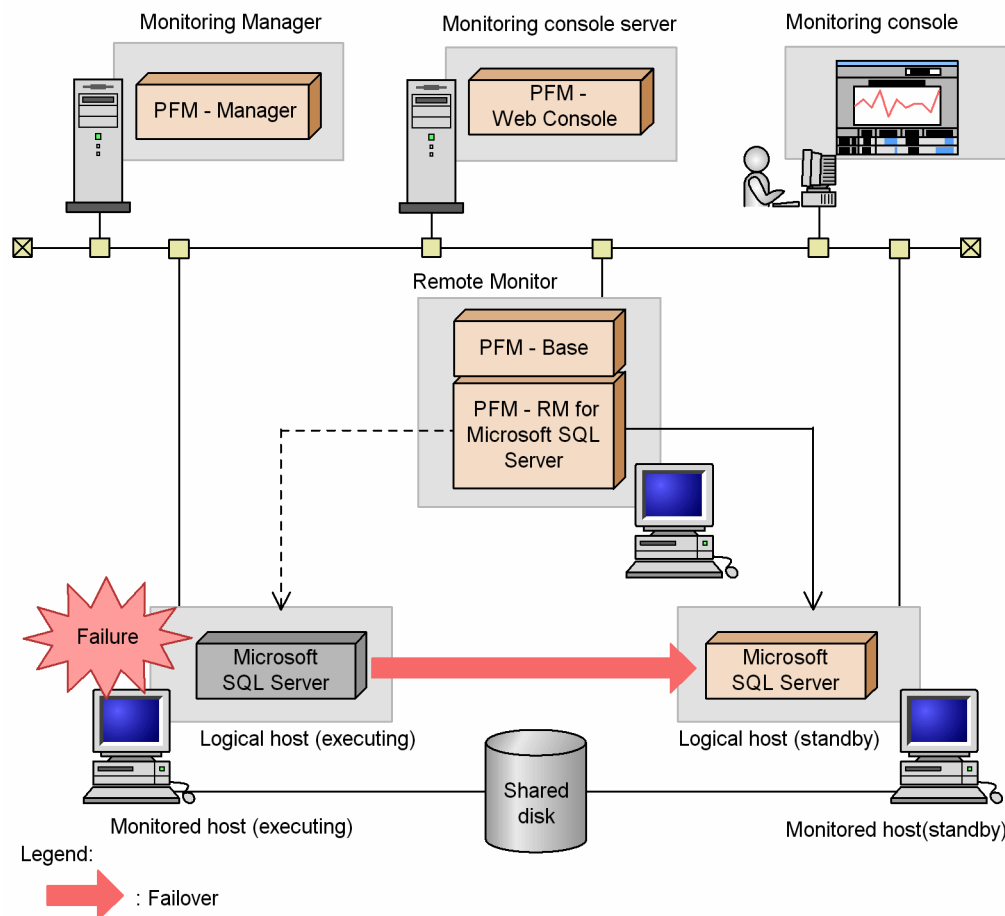 Monitoring Manager
Monitoring console server
Monitoring console
PFM - Manager
PFM -
Web Console
Remote Monitor
PFM - Base
PFM - RM for
Microsoft SQL
Server
Failure
Microsoft
SQL Server
Microsoft
SQL Server
Logical host (executing)
Logical host (standby)
Shared
disk
Monitored host (executing)
Monitored host(standby)
Legend:
: Failover